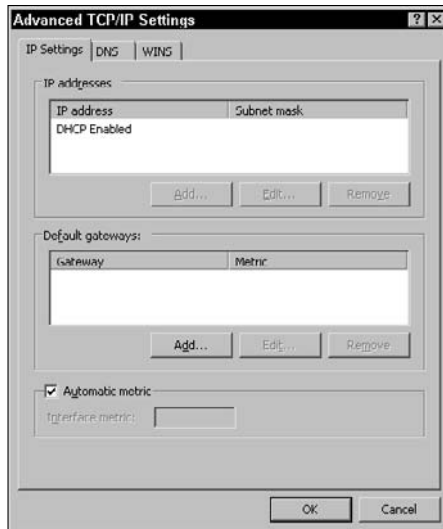 Advanced TCP/IP Settings
IP Settings DNS WINS
IP addresses
IP address Subnet mask
DHCP Enabled
Add... Edit... Remove
Default gateways:
Gateway Metric
Add... Edit... Remove
Automatic metric
Interface metric:
OK Cancel